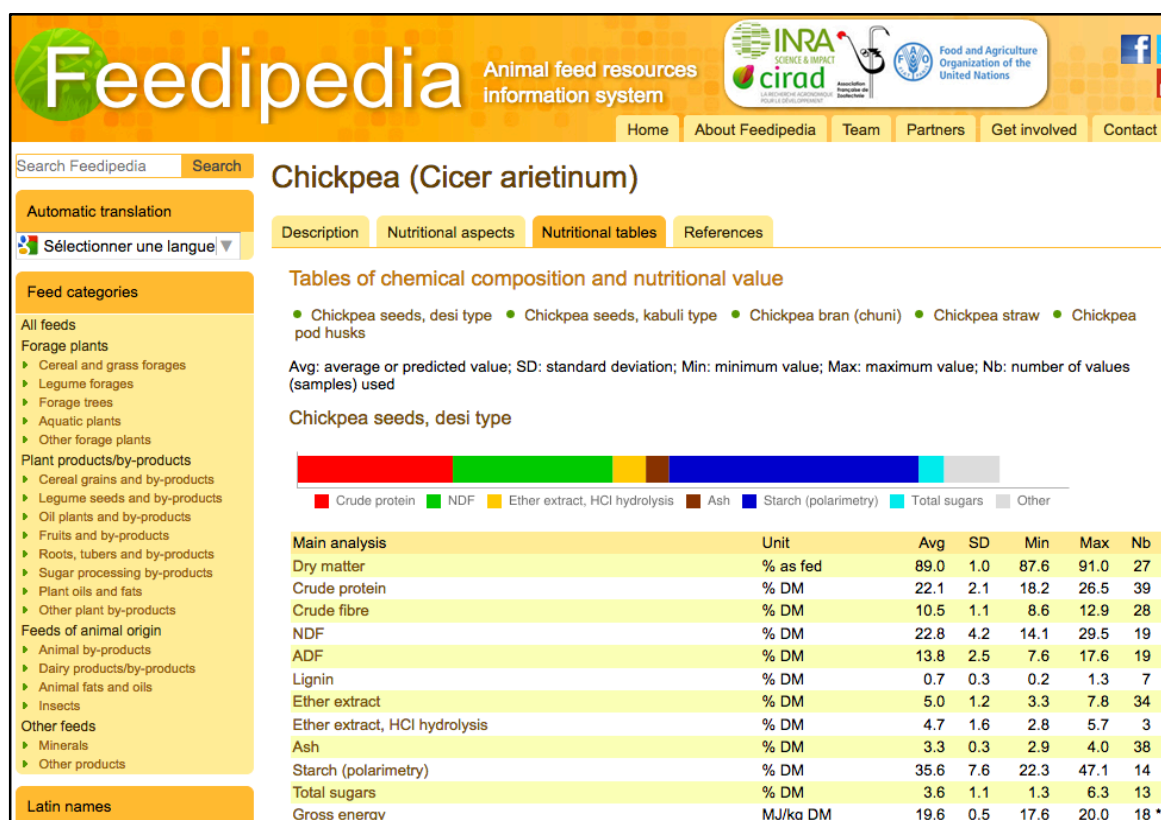 Feedipedia
Animal feed resources
information system
INRA
SCIENCE & IMPACT
cirad
LA RECHERCHE AGRONOMIQUE
POUR LE DÉVELOPPEMENT
Association
Française de
Zootechnie
Food and Agriculture
Organization of the
United Nations
Home About Feedipedia Team Partners Get involved Contact
Search Feedipedia Search
Automatic translation
Sélectionner une langue ▼
Feed categories
All feeds
Forage plants
Cereal and grass forages
Legume forages
Forage trees
Aquatic plants
Other forage plants
Plant products/by-products
Cereal grains and by-products
Legume seeds and by-products
Oil plants and by-products
Fruits and by-products
Roots, tubers and by-products
Sugar processing by-products
Plant oils and fats
Other plant by-products
Feeds of animal origin
Animal by-products
Dairy products/by-products
Animal fats and oils
Insects
Other feeds
Minerals
Other products
Latin names
Chickpea (Cicer arietinum)
Description Nutritional aspects Nutritional tables References
Tables of chemical composition and nutritional value
• Chickpea seeds, desi type • Chickpea seeds, kabuli type • Chickpea bran (chuni) • Chickpea straw • Chickpea
pod husks
Avg: average or predicted value; SD: standard deviation; Min: minimum value; Max: maximum value; Nb: number of values
(samples) used
Chickpea seeds, desi type
Crude protein NDF Ether extract, HCl hydrolysis Ash Starch (polarimetry) Total sugars Other
Main analysis Unit Avg SD Min Max Nb
Dry matter % as fed 89.0 1.0 87.6 91.0 27
Crude protein % DM 22.1 2.1 18.2 26.5 39
Crude fibre % DM 10.5 1.1 8.6 12.9 28
NDF % DM 22.8 4.2 14.1 29.5 19
ADF % DM 13.8 2.5 7.6 17.6 19
Lignin % DM 0.7 0.3 0.2 1.3 7
Ether extract % DM 5.0 1.2 3.3 7.8 34
Ether extract, HCl hydrolysis % DM 4.7 1.6 2.8 5.7 3
Ash % DM 3.3 0.3 2.9 4.0 38
Starch (polarimetry) % DM 35.6 7.6 22.3 47.1 14
Total sugars % DM 3.6 1.1 1.3 6.3 13
Gross energy MJ/kg DM 19.6 0.5 17.6 20.0 18 *